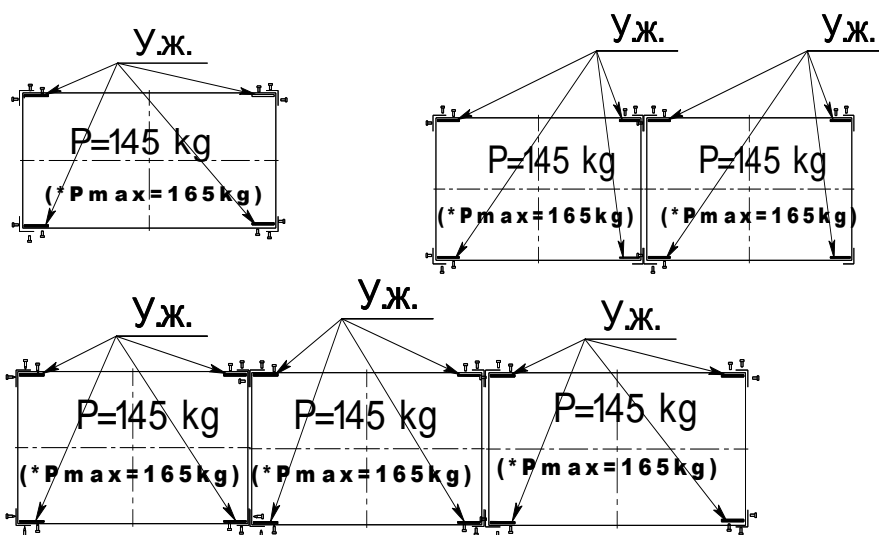 У.ж.
P=145 kg
(*Pmax=165kg)
У.ж. У.ж.
P=145 kg P=145 kg
(*Pmax=165kg) (*Pmax=165kg)
У.ж. У.ж. У.ж.
P=145 kg P=145 kg P=145 kg
(*Pmax=165kg) (*Pmax=165kg) (*Pmax=165kg)